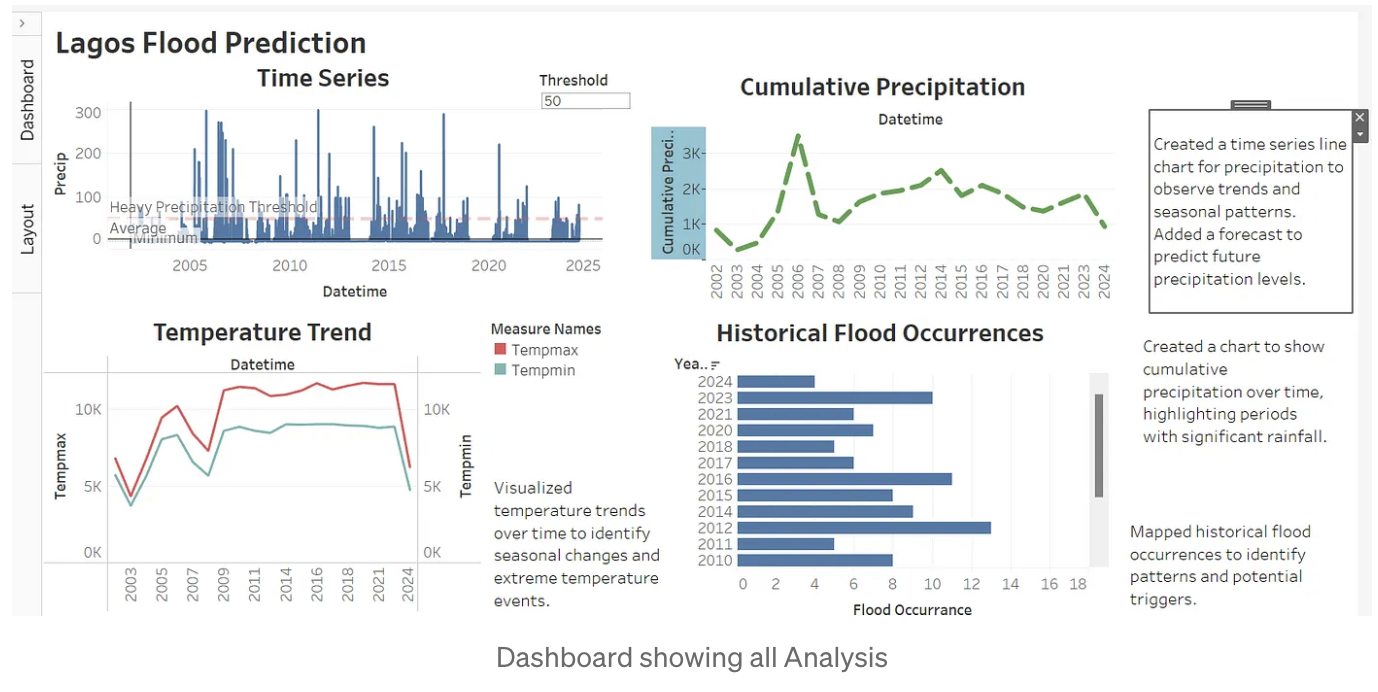 Lagos Flood Prediction
Dashboard
Layout
Time Series
Threshold
50
Precip
300
200
100
0
Heavy Precipitation Threshold
Average
Minimum
2005
2010
2015
2020
2025
Datetime
Cumulative Precipitation
Datetime
Cumulative Preci..
3K
2K
1K
0K
2002
2003
2004
2005
2006
2007
2008
2009
2010
2011
2012
2014
2015
2016
2017
2018
2020
2021
2023
2024
Created a time series line
chart for precipitation to
observe trends and
seasonal patterns.
Added a forecast to
predict future
precipitation levels.
Temperature Trend
Datetime
Tempmax
10K
5K
0K
10K
5K
0K
Tempmin
2003
2005
2007
2009
2011
2014
2016
2018
2021
2024
Measure Names
Tempmax
Tempmin
Visualized
temperature trends
over time to identify
seasonal changes and
extreme temperature
events.
Historical Flood Occurrences
Yea..
2024
2023
2021
2020
2018
2017
2016
2015
2014
2012
2011
2010
0 2 4 6 8 10 12 14 16 18
Flood Occurrance
Created a chart to show
cumulative
precipitation over time,
highlighting periods
with significant rainfall.
Mapped historical flood
occurrences to identify
patterns and potential
triggers.
Dashboard showing all Analysis